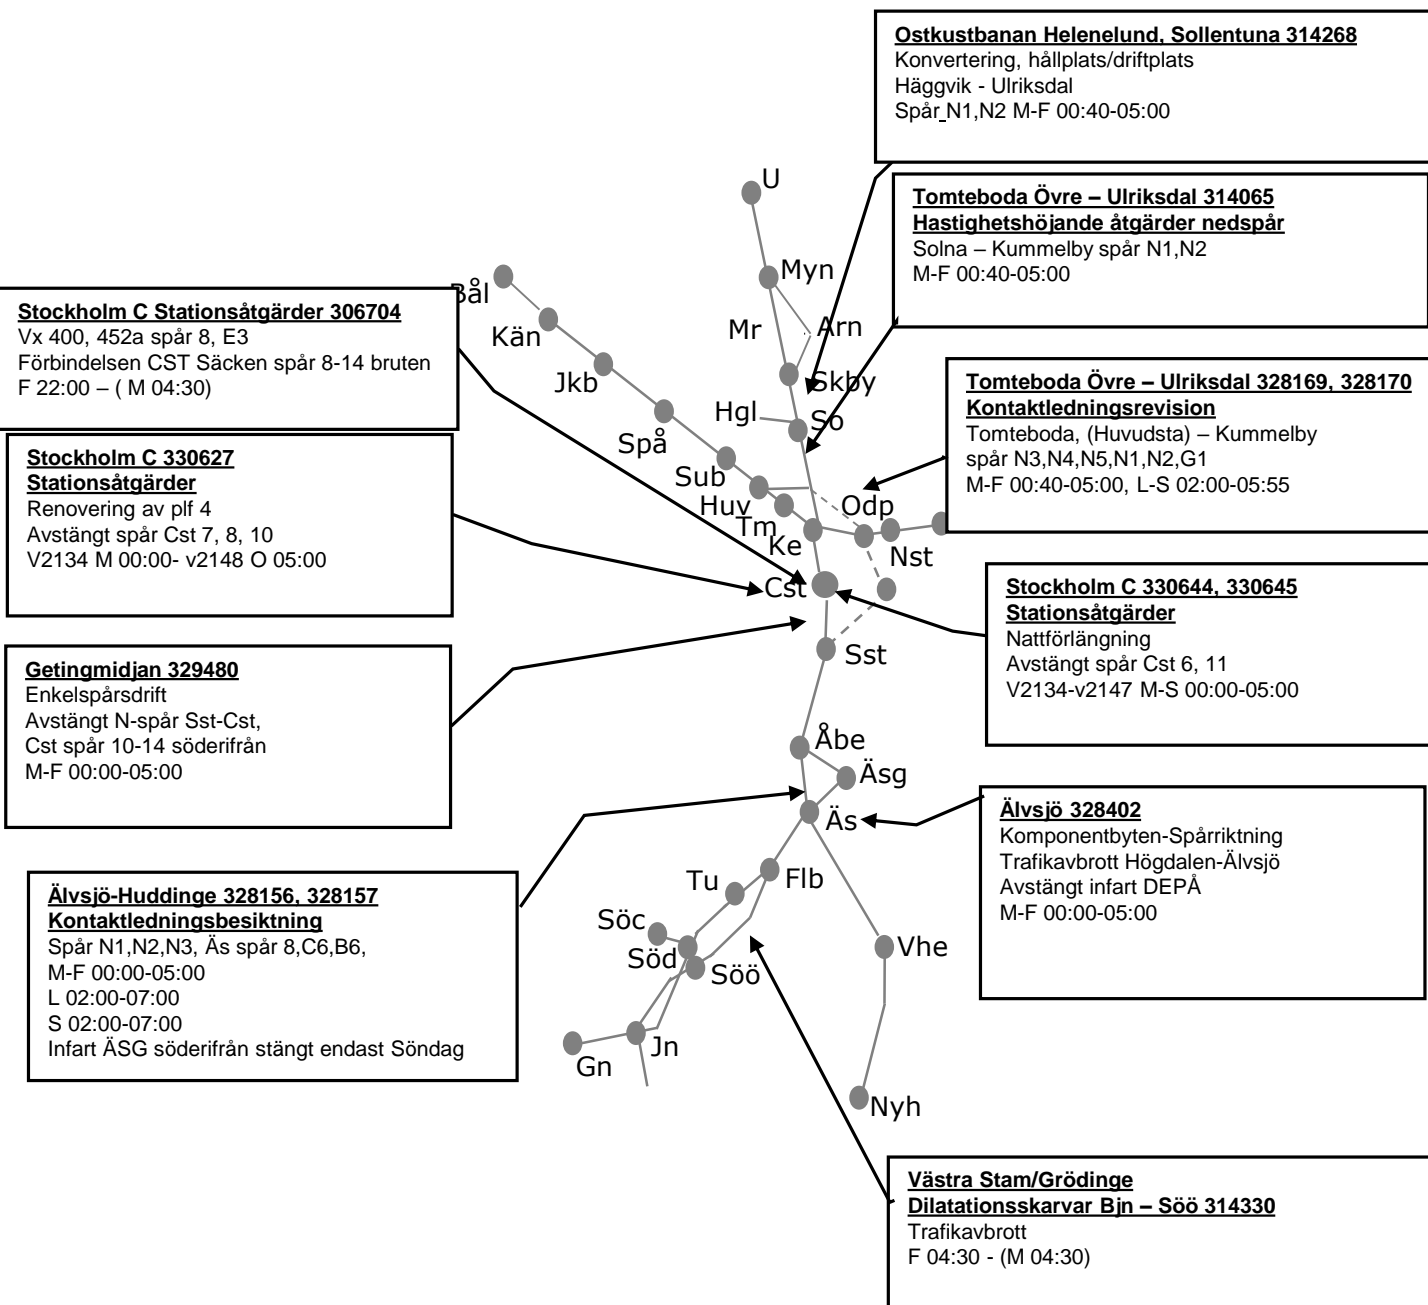 Ostkustbanan Helenelund, Sollentuna 314268
Konvertering, hållplats/driftplats
Häggvik - Ulriksdal
Spår N1,N2 M-F 00:40-05:00
Tomteboda Övre – Ulriksdal 314065
Hastighetshöjande åtgärder nedspår
Solna – Kummelby spår N1,N2
M-F 00:40-05:00
Stockholm C Stationsåtgärder 306704
Vx 400, 452a spår 8, E3
Förbindelsen CST Säcken spår 8-14 bruten
F 22:00 – ( M 04:30)
Tomteboda Övre – Ulriksdal 328169, 328170
Kontaktledningsrevision
Tomteboda, (Huvudsta) – Kummelby
spår N3,N4,N5,N1,N2,G1
M-F 00:40-05:00, L-S 02:00-05:55
Stockholm C 330627
Stationsåtgärder
Renovering av plf 4
Avstängt spår Cst 7, 8, 10
V2134 M 00:00- v2148 O 05:00
Stockholm C 330644, 330645
Stationsåtgärder
Nattförlängning
Avstängt spår Cst 6, 11
V2134-v2147 M-S 00:00-05:00
Getingmidjan 329480
Enkelspårsdrift
Avstängt N-spår Sst-Cst,
Cst spår 10-14 söderifrån
M-F 00:00-05:00
Älvsjö 328402
Komponentbyten-Spårriktning
Trafikavbrott Högdalen-Älvsjö
Avstängt infart DEPÅ
M-F 00:00-05:00
Älvsjö-Huddinge 328156, 328157
Kontaktledningsbesiktning
Spår N1,N2,N3, Äs spår 8,C6,B6,
M-F 00:00-05:00
L 02:00-07:00
S 02:00-07:00
Infart ÄSG söderifrån stängt endast Söndag
Västra Stam/Grödinge
Dilatationsskarvar Bjn – Söö 314330
Trafikavbrott
F 04:30 - (M 04:30)
U
Myn
Bål
Kän
Mr
Arn
Jkb
Skby
Hgl
So
Spå
Sub
Huv
Odp
Tm
Ke
Nst
Cst
Sst
Åbe
Äsg
Äs
Flb
Tu
Söc
Söd
Söö
Vhe
Jn
Gn
Nyh